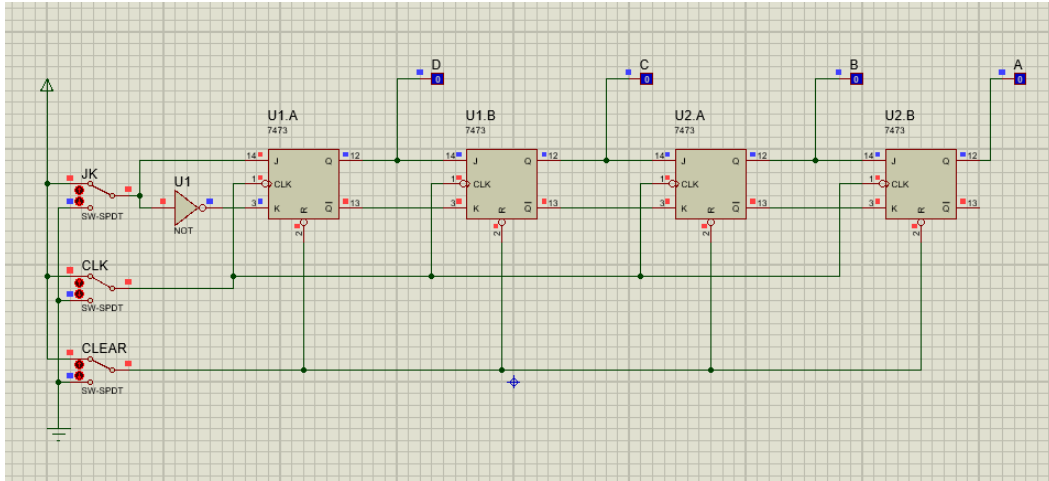 D
C
B
A
U1.A
7473
U1.B
7473
U2.A
7473
U2.B
7473
14
J
Q
12
14
J
Q
12
14
J
Q
12
14
J
Q
12
JK
U1
1
CLK
1
CLK
1
CLK
1
CLK
3
K
R
Q
13
3
K
R
Q
13
3
K
R
Q
13
3
K
R
Q
13
SW-SPDT
NOT
2
2
2
2
CLK
SW-SPDT
CLEAR
SW-SPDT
0
0
0
0